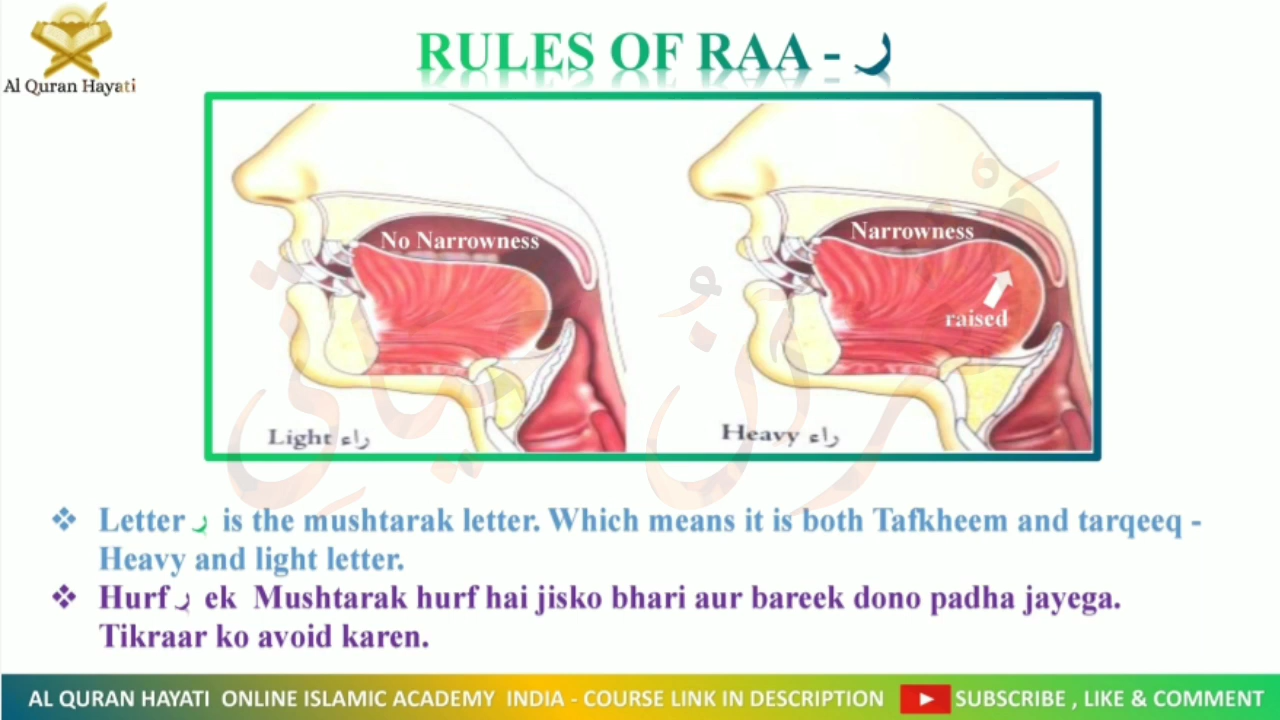 Al Quran Hayati
RULES OF RAA - ر
No Narrowness
Narrowness
raised
Light راء
Heavy راء
قُرْآنُ حَيَاتِي
❖ Letter ر is the mushtarak letter. Which means it is both Tafkheem and tarqeeq -
Heavy and light letter.
❖ Hurf ر ek Mushtarak hurf hai jisko bhari aur bareek dono padha jayega.
Tikraar ko avoid karen.
AL QURAN HAYATI ONLINE ISLAMIC ACADEMY INDIA - COURSE LINK IN DESCRIPTION SUBSCRIBE , LIKE & COMMENT